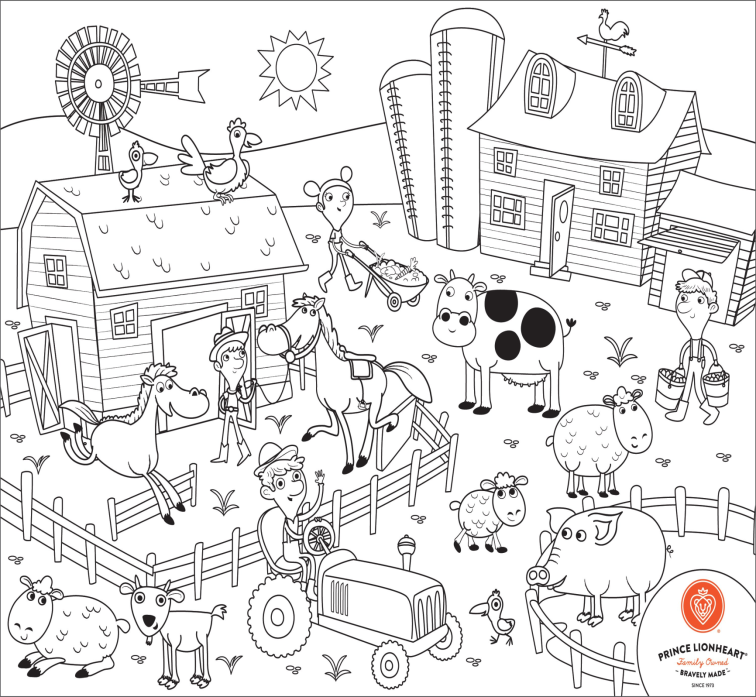 PRINCE LIONHEART®
Family Owned
- BRAVELY MADE -
SINCE 1973